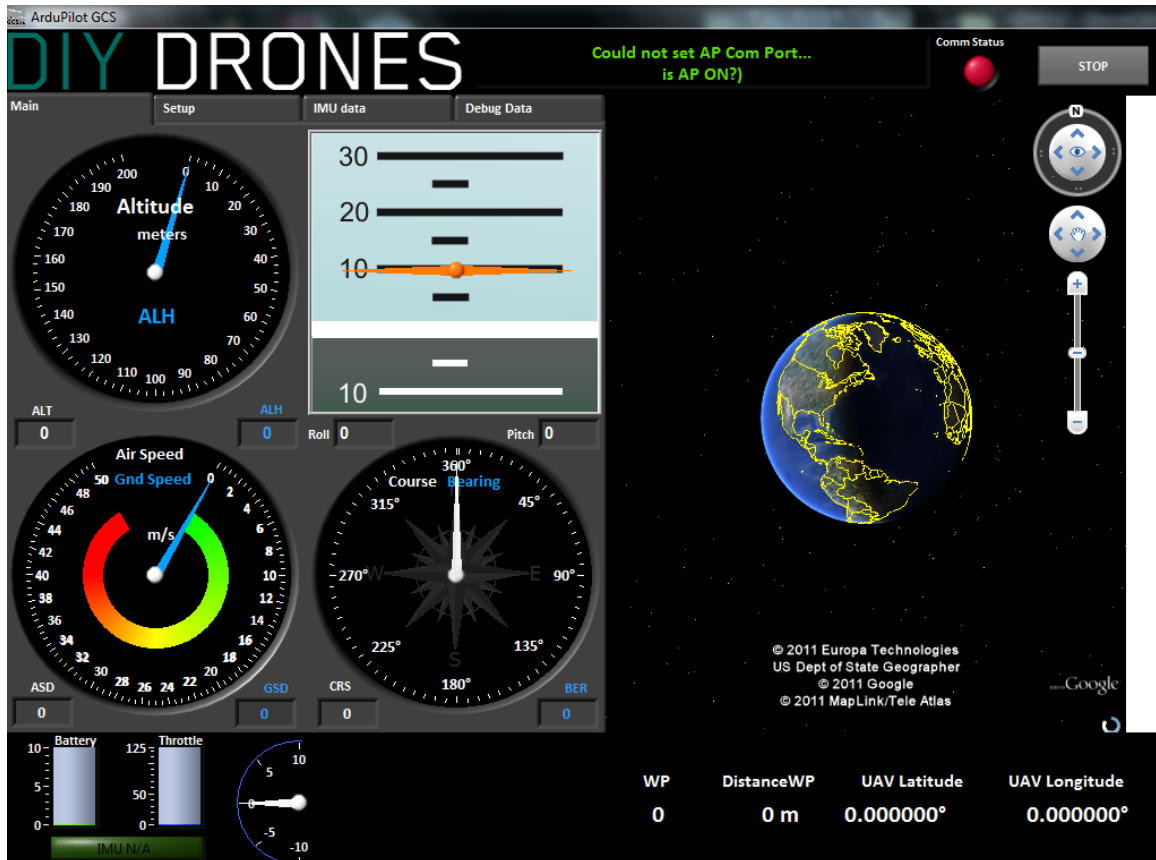 ArduPilot GCS
DIY DRONES
Could not set AP Com Port...
is AP ON?)
Comm Status
STOP
Main
Setup
IMU data
Debug Data
0
10
20
30
40
50
60
70
80
90
100
110
120
130
140
150
160
170
180
190
200
Altitude
meters
ALH
30
20
10
10
ALT
0
ALH
0
Roll 0
Pitch 0
Air Speed
Gnd Speed
m/s
0
2
4
6
8
10
12
14
16
18
20
22
24
26
28
30
32
34
36
38
40
42
44
46
48
50
ASD
0
GSD
0
Course Bearing
360°
45°
90°
135°
180°
225°
270°
315°
W
E
S
CRS
0
BER
0
N
© 2011 Europa Technologies
US Dept of State Geographer
© 2011 Google
© 2011 MapLink/Tele Atlas
Google
Battery
10
5
0
Throttle
125
50
0
IMU N/A
10
5
0
-5
-10
WP
0
DistanceWP
0 m
UAV Latitude
0.000000°
UAV Longitude
0.000000°